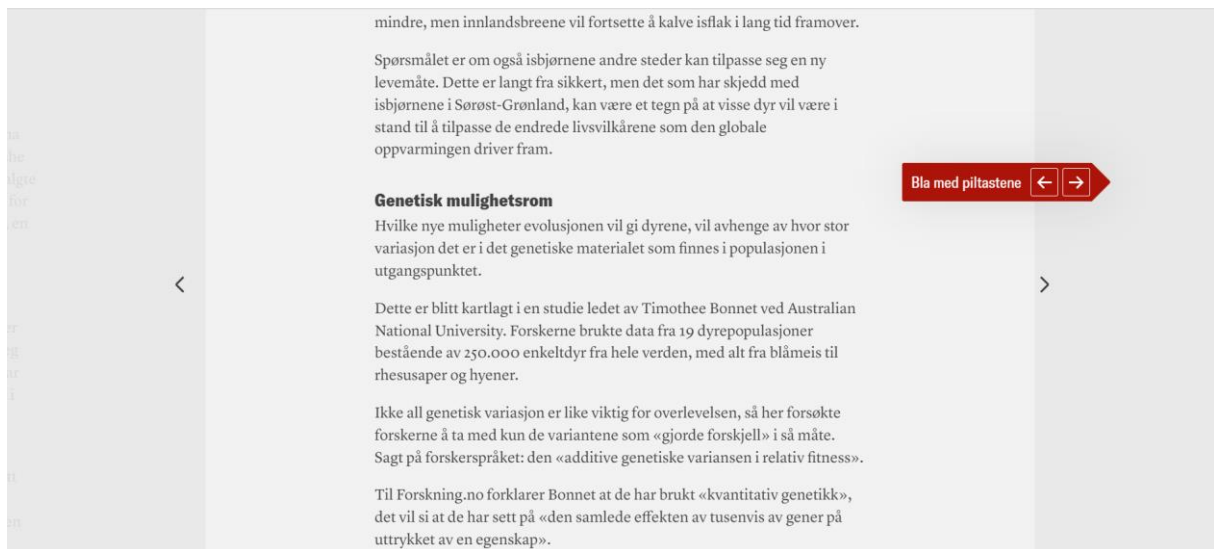 mindre, men innlandsbreene vil fortsette å kalve isflak i lang tid framover.
Spørsmålet er om også isbjørnene andre steder kan tilpasse seg en ny
levemåte. Dette er langt fra sikkert, men det som har skjedd med
isbjørnene i Sørøst-Grønland, kan være et tegn på at visse dyr vil være i
stand til å tilpasse de endrede livsvilkårene som den globale
oppvarmingen driver fram.
Bla med piltastene
Genetisk mulighetsrom
Hvilke nye muligheter evolusjonen vil gi dyrene, vil avhenge av hvor stor
variasjon det er i det genetiske materialet som finnes i populasjonen i
utgangspunktet.
Dette er blitt kartlagt i en studie ledet av Timothee Bonnet ved Australian
National University. Forskerne brukte data fra 19 dyrepopulasjoner
bestående av 250.000 enkeltdyr fra hele verden, med alt fra blåmeis til
rhesusaper og hyener.
Ikke all genetisk variasjon er like viktig for overlevelsen, så her forsøkte
forskerne å ta med kun de variantene som «gjorde forskjell» i så måte.
Sagt på forskerspråket: den «additive genetiske variansen i relativ fitness».
Til Forskning.no forklarer Bonnet at de har brukt «kvantitativ genetikk»,
det vil si at de har sett på «den samlede effekten av tusenvis av gener på
uttrykket av en egenskap».